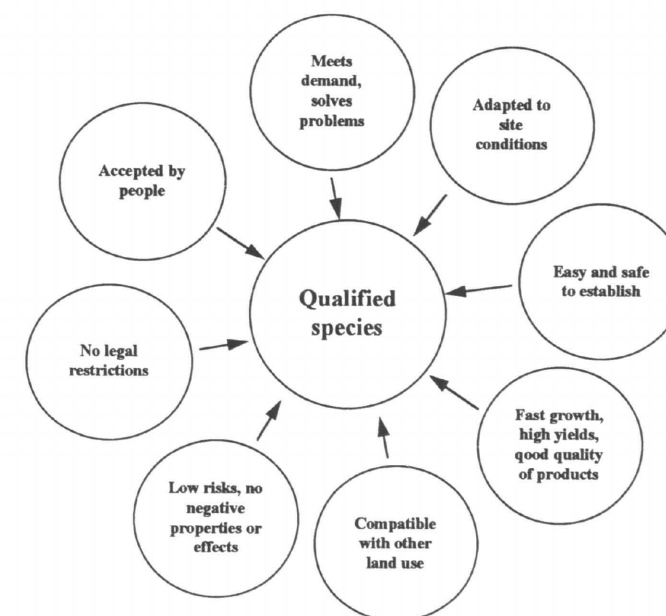 Meets
demand,
solves
problems
Adapted to
site
conditions
Accepted by
people
Qualified
species
Easy and safe
to establish
No legal
restrictions
Fast growth,
high yields,
qood quality
of products
Low risks, no
negative
properties or
effects
Compatible
with other
land use